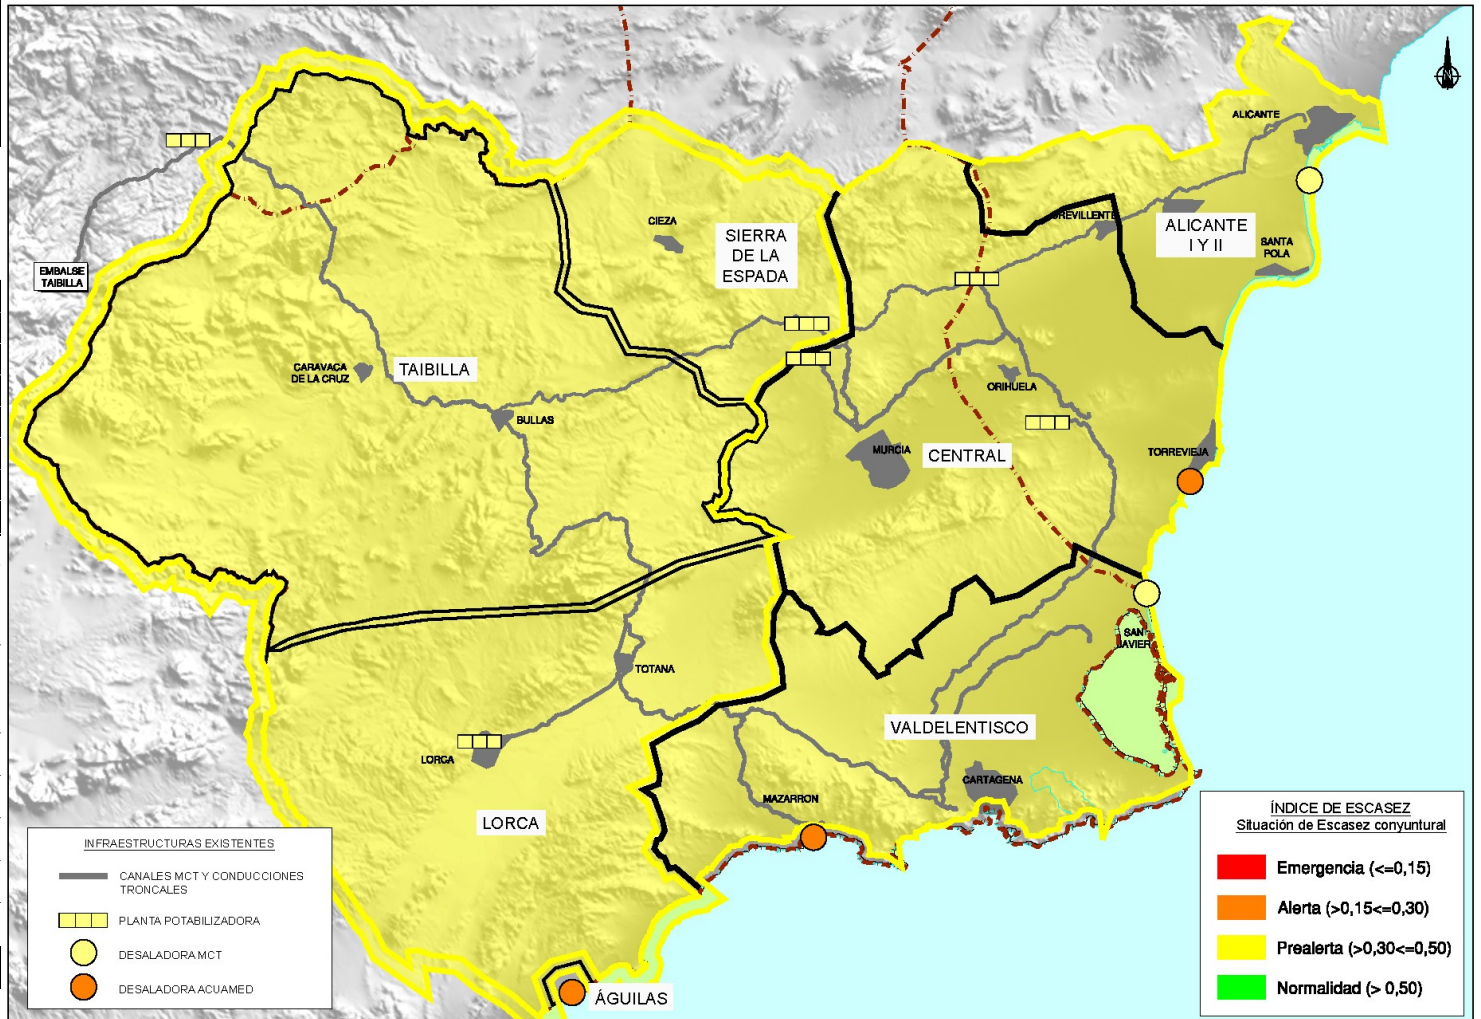 N
ALICANTE
CIEZA
SIERRA
DE LA
ESPADA
CREVILLENTE
ALICANTE
I Y II
SANTA
POLA
EMBALSE
TAIBILLA
CARAVACA
DE LA CRUZ
TAIBILLA
ORIHUELA
BULLAS
MURCIA
CENTRAL
TORREVIEJA
SAN
JAVIER
TOTANA
VALDELENTISCO
LORCA
CARTAGENA
MAZARRON
LORCA
ÁGUILAS
INFRAESTRUCTURAS EXISTENTES
CANALES MCT Y CONDUCCIONES
TRONCALES
PLANTA POTABILIZADORA
DESALADORA MCT
DESALADORA ACUAMED
ÍNDICE DE ESCASEZ
Situación de Escasez conyuntural
Emergencia (<=0,15)
Alerta (>0,15<=0,30)
Prealerta (>0,30<=0,50)
Normalidad (> 0,50)